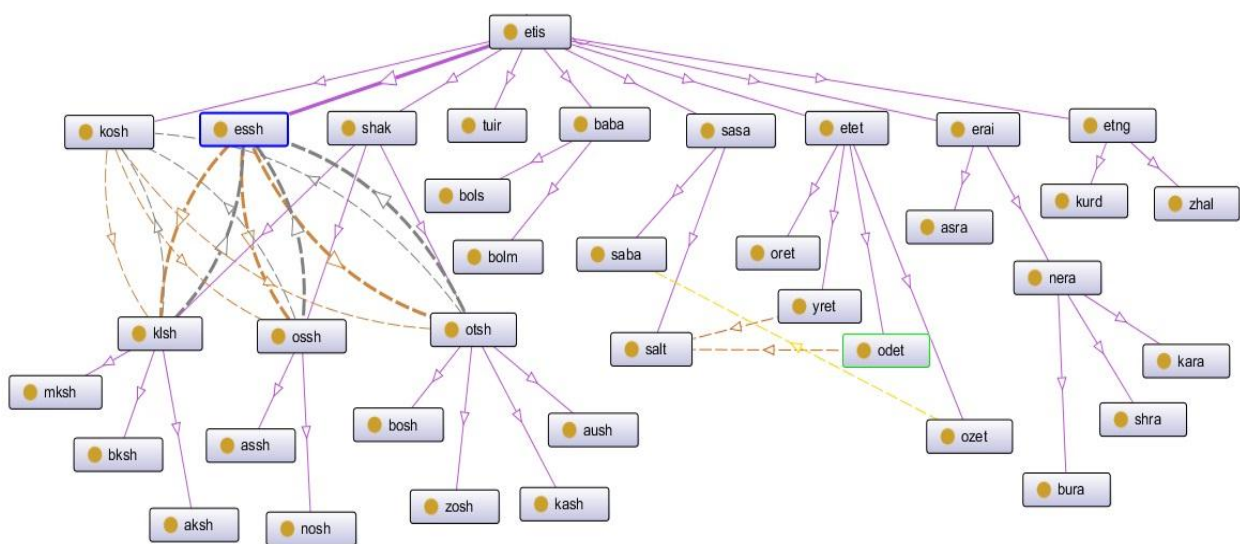 etis
kosh
essh
shak
tuir
baba
sasa
etet
erai
etng
bols
kurd
zhal
asra
bolm
saba
oret
nera
yret
klsh
ossh
otsh
salt
odet
kara
mksh
bosh
aush
shra
bksh
assh
ozet
bura
zosh
kash
aksh
nosh